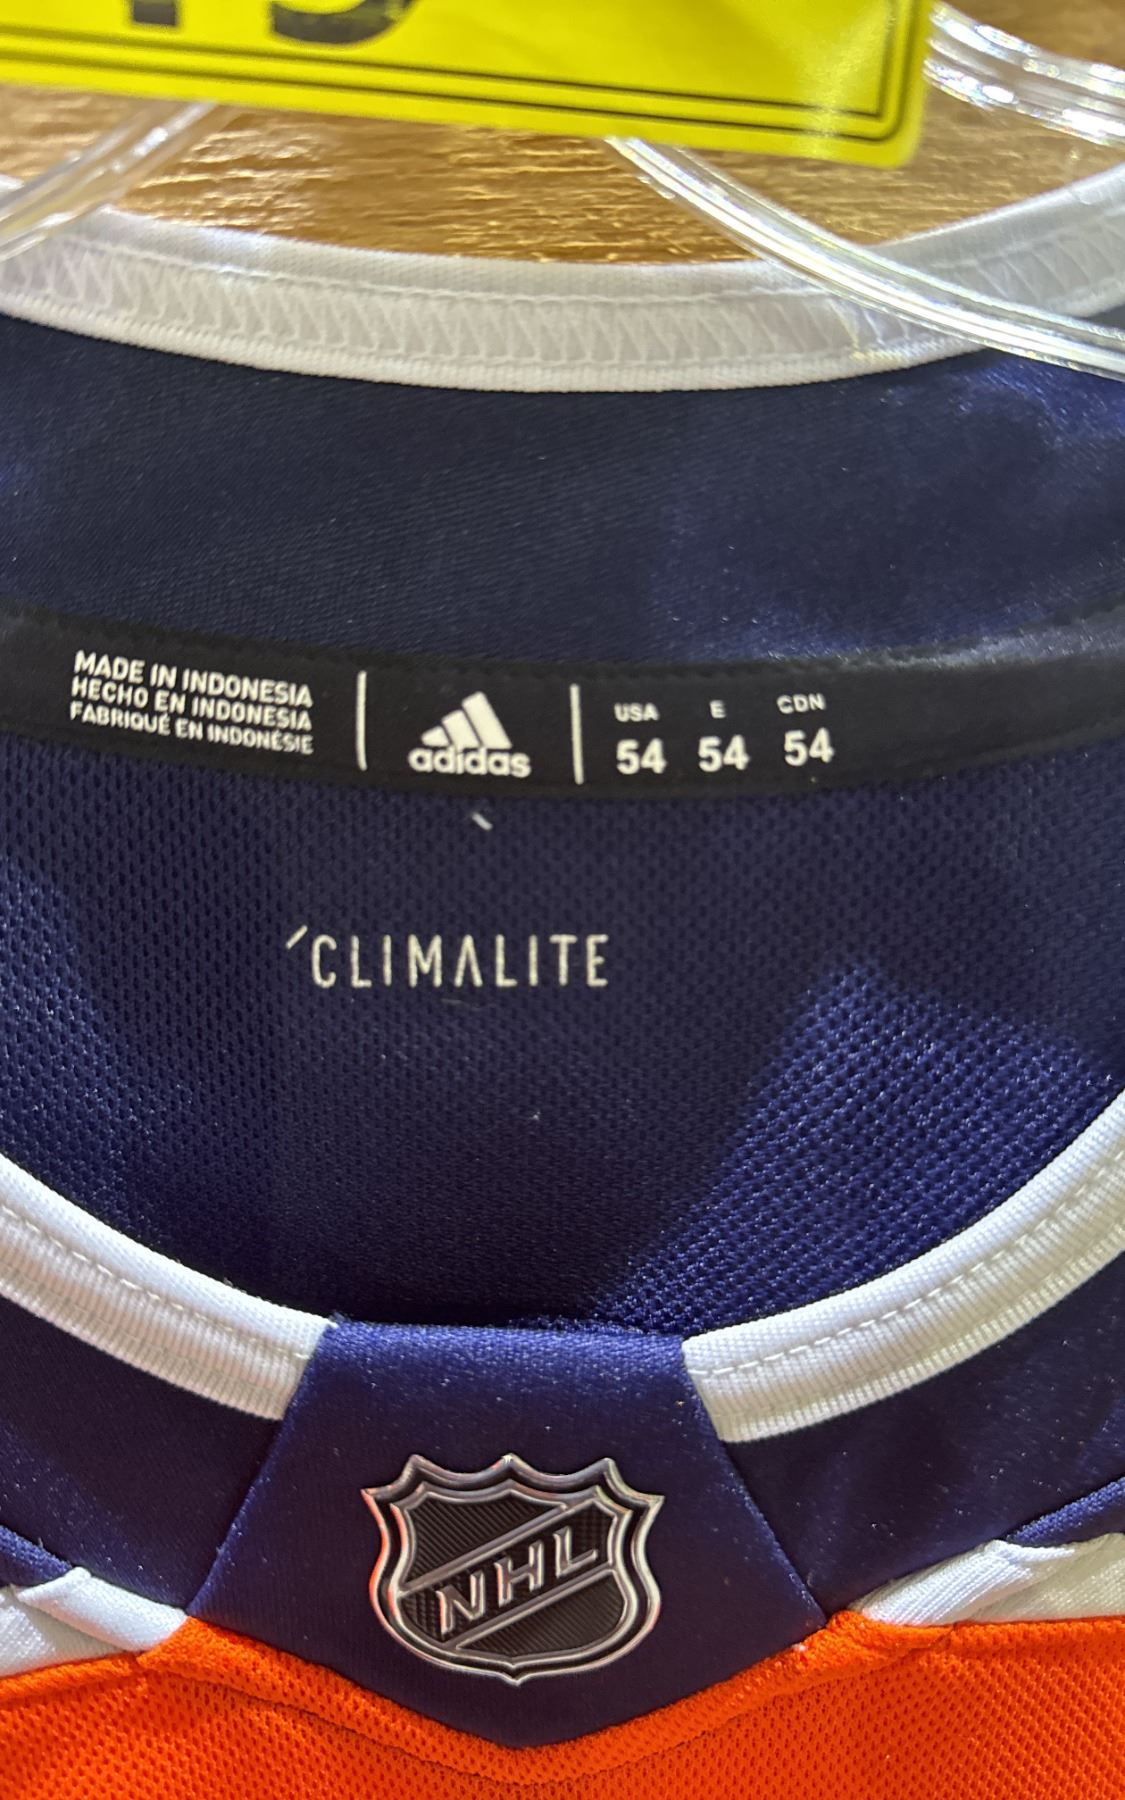 MADE IN INDONESIA
HECHO EN INDONESIA
FABRIQUÉ EN INDONÉSIE
adidas
USA E CDN
54 54 54
CLIMALITE
NHL